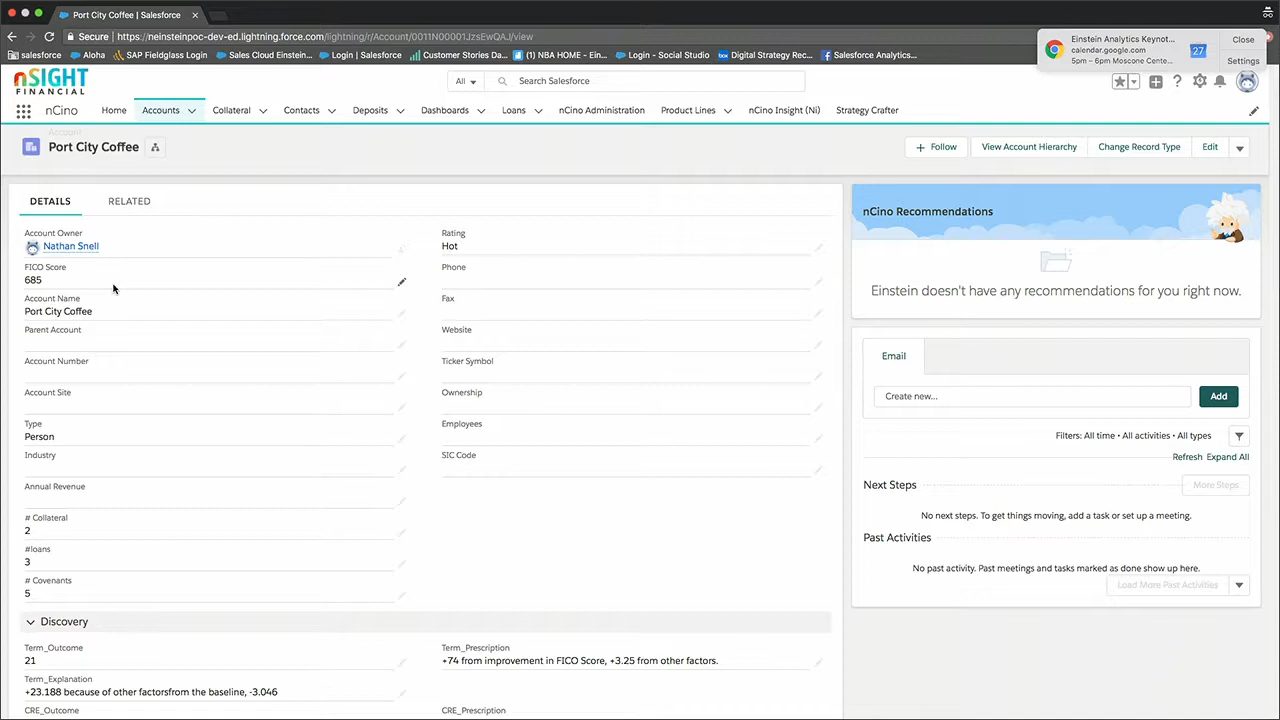 Port City Coffee | Salesforce
Secure | https://neinsteinpoc-dev-ed.lightning.force.com/lightning/r/Account/0011N00001JzsEwQAJ/view
salesforce Aloha SAP Fieldglass Login Sales Cloud Einstein... Login | Salesforce Customer Stories Da... (1) NBA HOME - Ein... Login - Social Studio Digital Strategy Rec... Salesforce Analytics...
Einstein Analytics Keynot...
calendar.google.com
5pm – 6pm Moscone Cente...
27
Close
Settings
nSIGHT
FINANCIAL
All
Search Salesforce
nCino Home Accounts Collateral Contacts Deposits Dashboards Loans nCino Administration Product Lines nCino Insight (Ni) Strategy Crafter
Account
Port City Coffee
+ Follow View Account Hierarchy Change Record Type Edit
DETAILS RELATED
Account Owner
Nathan Snell
Rating
Hot
FICO Score
685
Phone
Account Name
Port City Coffee
Fax
Parent Account
Website
Account Number
Ticker Symbol
Account Site
Ownership
Type
Person
Employees
Industry
SIC Code
Annual Revenue
# Collateral
2
#loans
3
# Covenants
5
Discovery
Term_Outcome
21
Term_Prescription
+74 from improvement in FICO Score, +3.25 from other factors.
Term_Explanation
+23.188 because of other factorsfrom the baseline, -3.046
CRE_Outcome
CRE_Prescription
nCino Recommendations
Einstein doesn't have any recommendations for you right now.
Email
Create new...
Add
Filters: All time • All activities • All types
Refresh Expand All
Next Steps
More Steps
No next steps. To get things moving, add a task or set up a meeting.
Past Activities
No past activity. Past meetings and tasks marked as done show up here.
Load More Past Activities